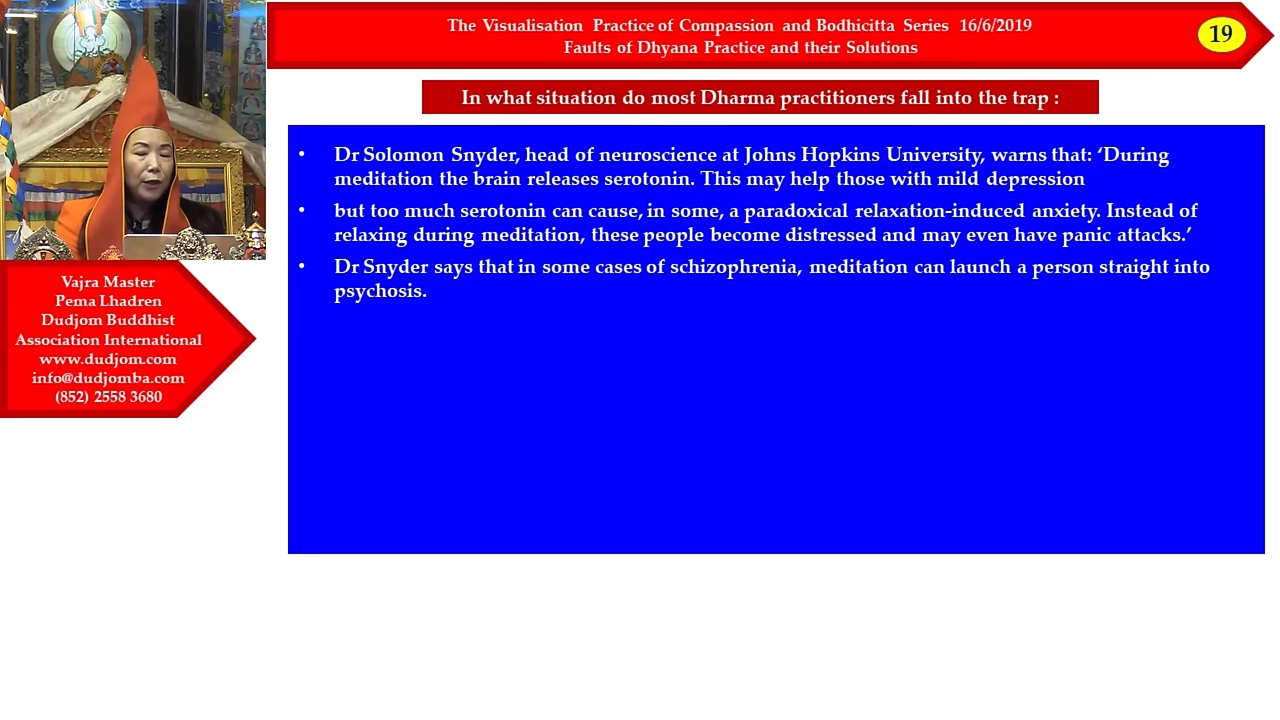 The Visualisation Practice of Compassion and Bodhicitta Series 16/6/2019
Faults of Dhyana Practice and their Solutions
19
In what situation do most Dharma practitioners fall into the trap :
• Dr Solomon Snyder, head of neuroscience at Johns Hopkins University, warns that: ‘During
meditation the brain releases serotonin. This may help those with mild depression
• but too much serotonin can cause, in some, a paradoxical relaxation-induced anxiety. Instead of
relaxing during meditation, these people become distressed and may even have panic attacks.’
• Dr Snyder says that in some cases of schizophrenia, meditation can launch a person straight into
psychosis.
Vajra Master
Pema Lhadren
Dudjom Buddhist
Association International
www.dudjom.com
info@dudjomba.com
(852) 2558 3680